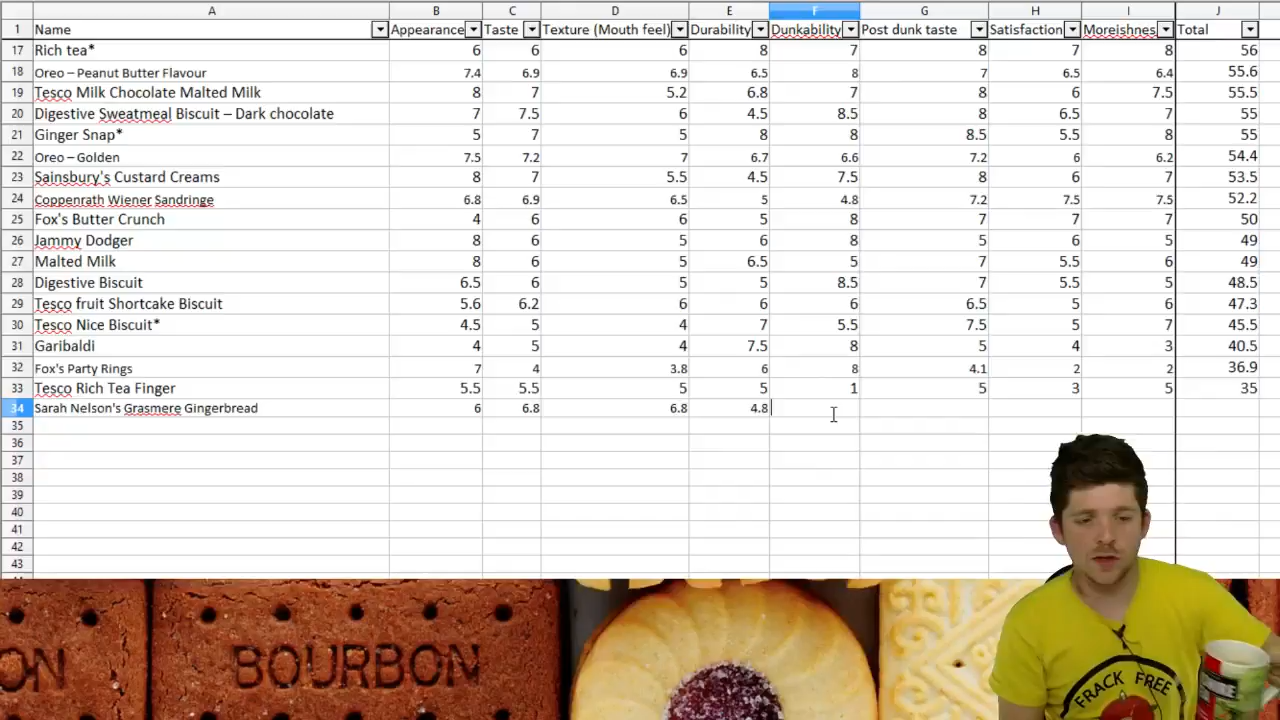 A B C D E F G H I J
1 Name Appearance Taste Texture (Mouth feel) Durability Dunkability Post dunk taste Satisfaction Moreishnes Total
17 Rich tea* 6 6 6 8 7 8 7 8 56
18 Oreo – Peanut Butter Flavour 7.4 6.9 6.9 6.5 8 7 6.5 6.4 55.6
19 Tesco Milk Chocolate Malted Milk 8 7 5.2 6.8 7 8 6 7.5 55.5
20 Digestive Sweatmeal Biscuit – Dark chocolate 7 7.5 6 4.5 8.5 8 6.5 7 55
21 Ginger Snap* 5 7 5 8 8 8.5 5.5 8 55
22 Oreo – Golden 7.5 7.2 7 6.7 6.6 7.2 6 6.2 54.4
23 Sainsbury's Custard Creams 8 7 5.5 4.5 7.5 8 6 7 53.5
24 Coppenrath Wiener Sandringe 6.8 6.9 6.5 5 4.8 7.2 7.5 7.5 52.2
25 Fox's Butter Crunch 4 6 6 5 8 7 7 7 50
26 Jammy Dodger 8 6 5 6 8 5 6 5 49
27 Malted Milk 8 6 5 6.5 5 7 5.5 6 49
28 Digestive Biscuit 6.5 6 5 5 8.5 7 5.5 5 48.5
29 Tesco fruit Shortcake Biscuit 5.6 6.2 6 6 6 6.5 5 6 47.3
30 Tesco Nice Biscuit* 4.5 5 4 7 5.5 7.5 5 7 45.5
31 Garibaldi 4 5 4 7.5 8 5 4 3 40.5
32 Fox's Party Rings 7 4 3.8 6 8 4.1 2 2 36.9
33 Tesco Rich Tea Finger 5.5 5.5 5 5 1 5 3 5 35
34 Sarah Nelson's Grasmere Gingerbread 6 6.8 6.8 4.8
35
36
37
38
39
40
41
42
43
ON BOURBON
FRACK FREE